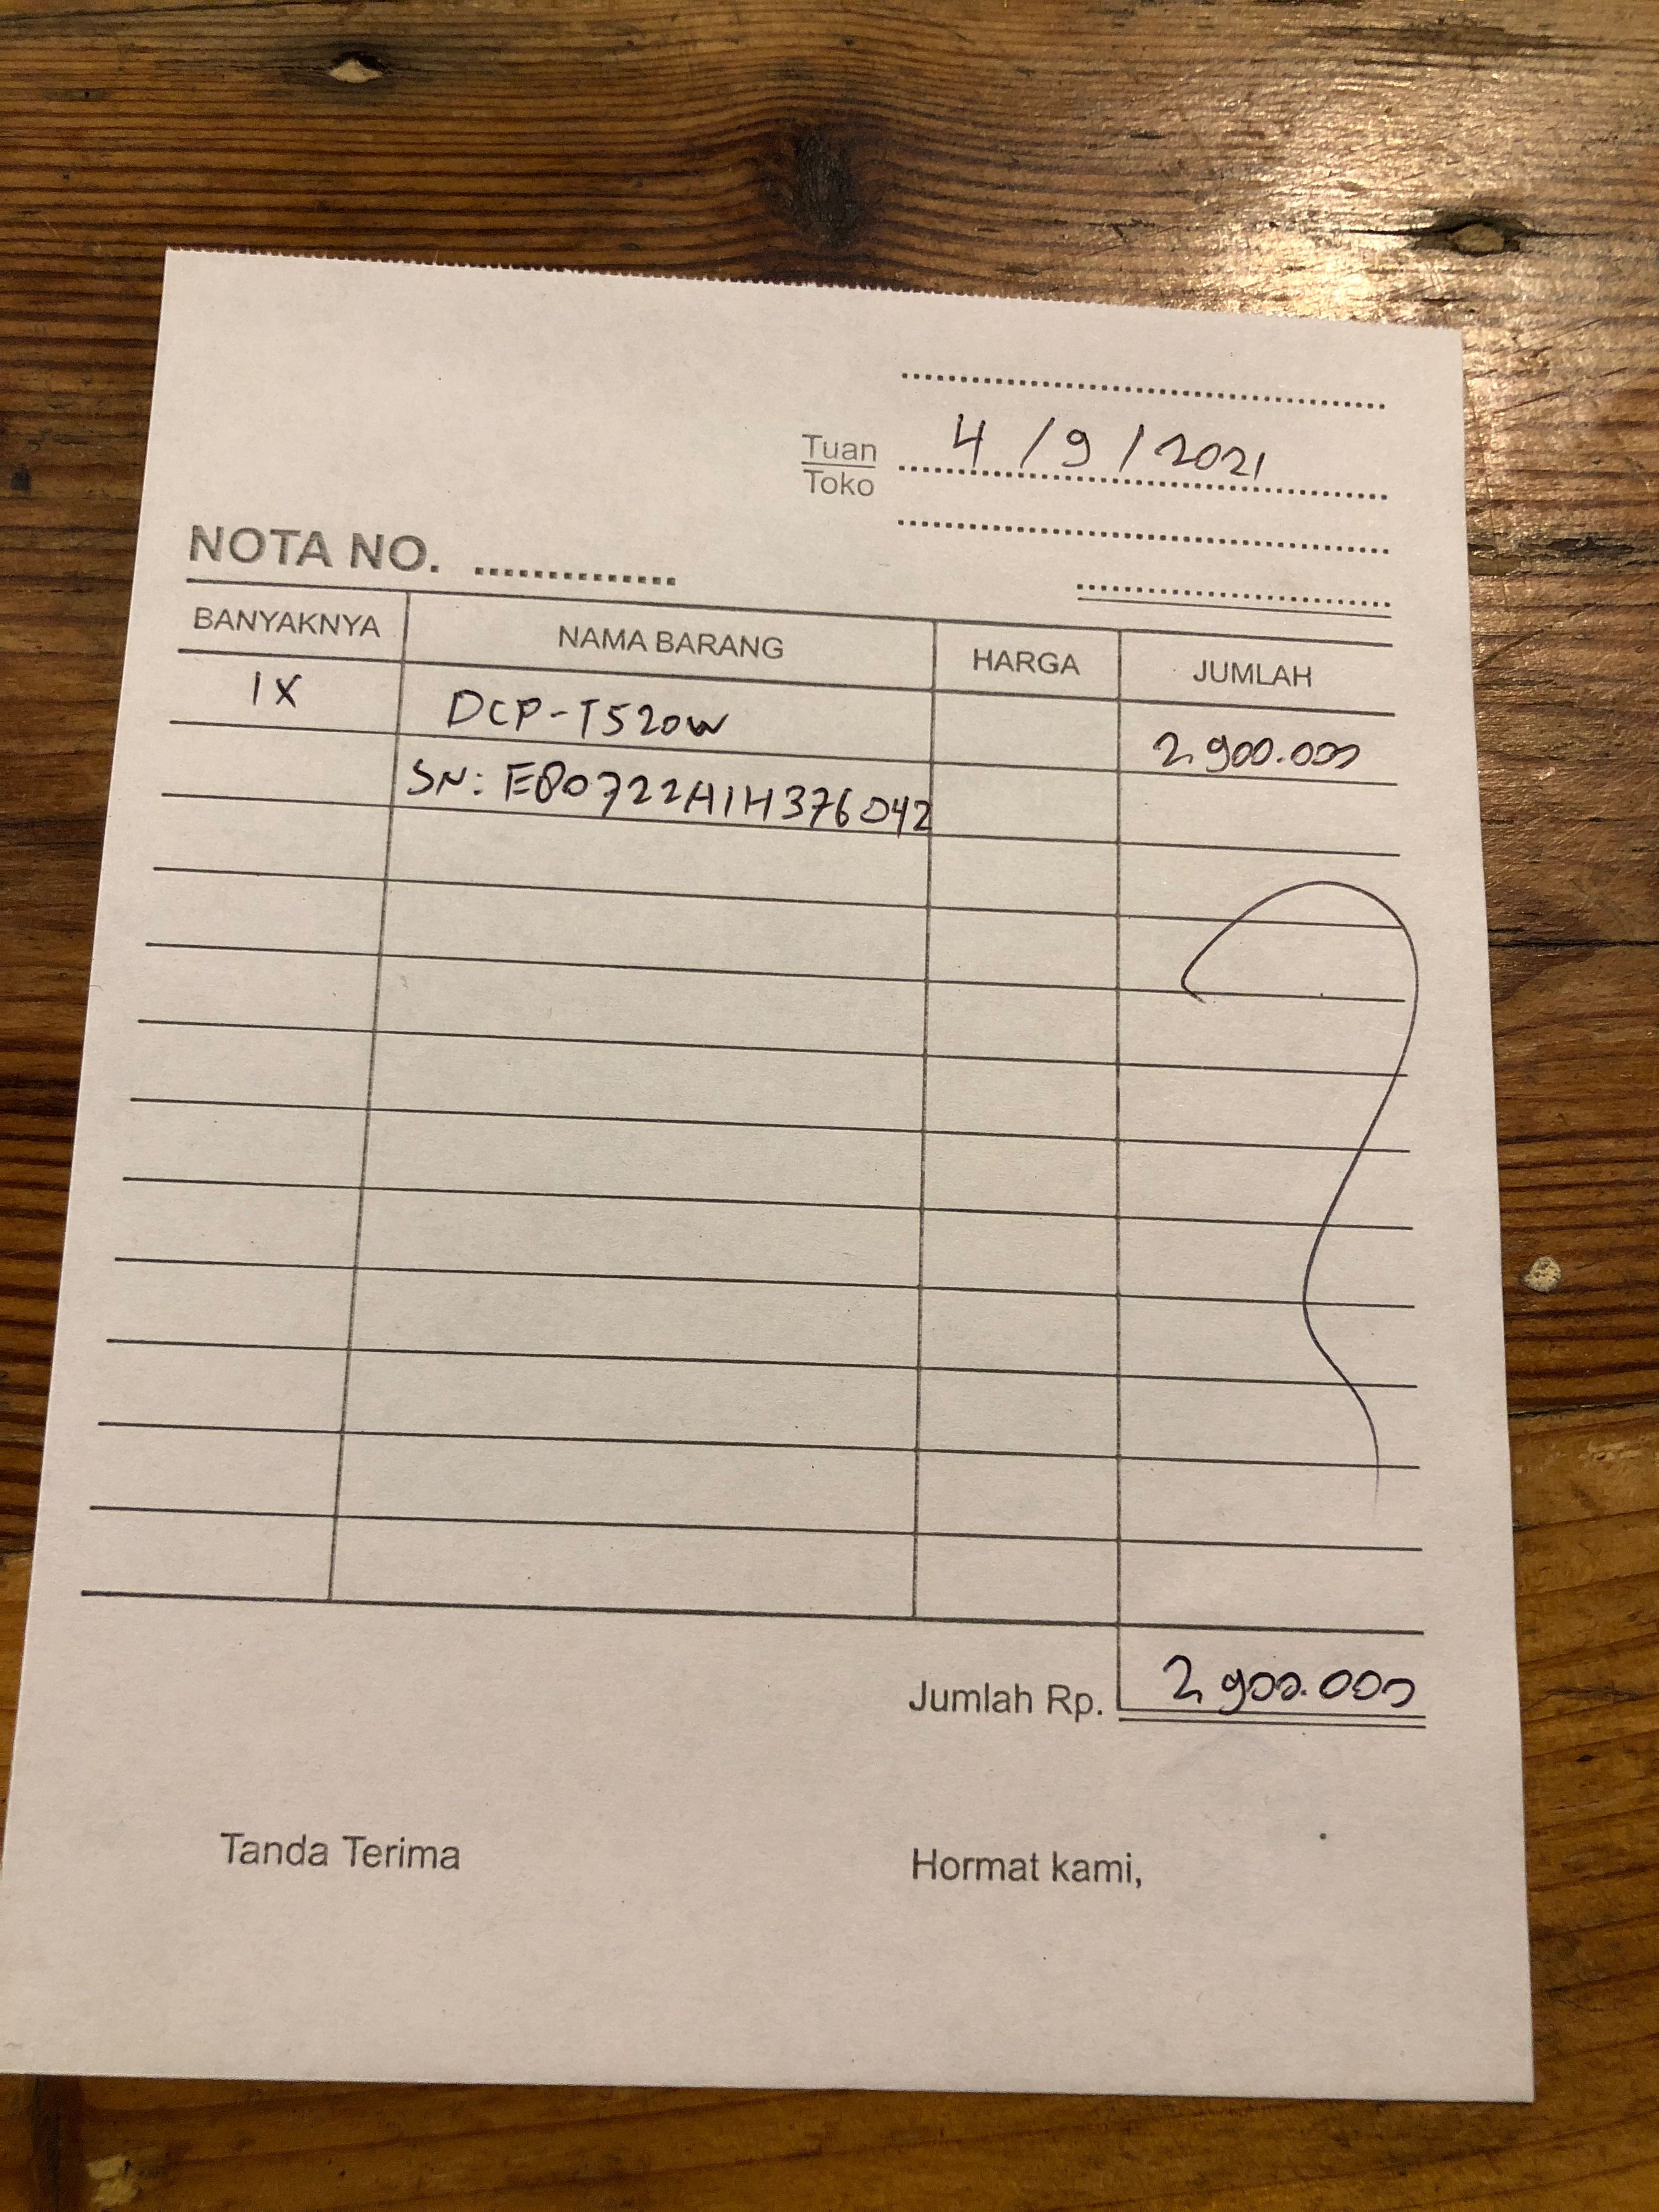 4/9/2021
Tuan
Toko
NOTA NO. ..............
BANYAKNYA NAMA BARANG HARGA JUMLAH
1X DCP-T520W 2.900.000
SN: E80722H1H376042
Jumlah Rp. 2.900.000
Tanda Terima Hormat kami,